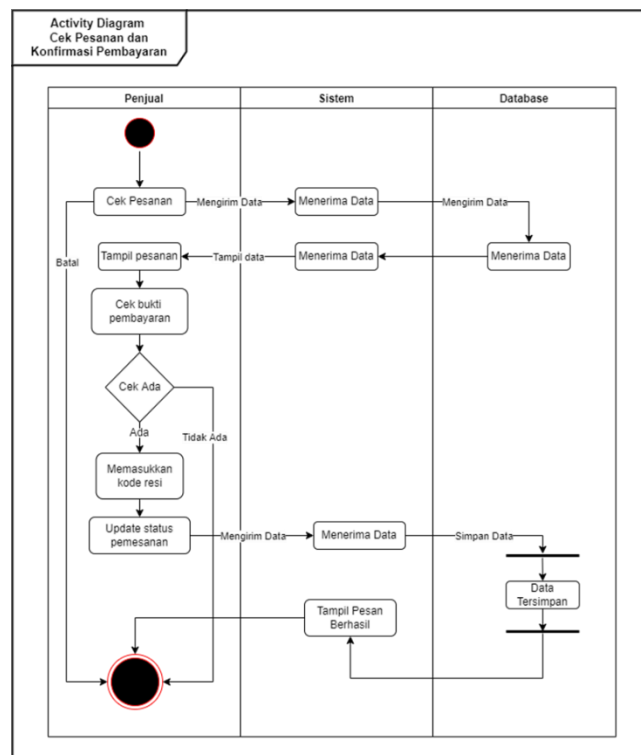 Activity Diagram
Cek Pesanan dan
Konfirmasi Pembayaran
Penjual
Sistem
Database
Cek Pesanan
Mengirim Data
Menerima Data
Mengirim Data
Batal
Tampil pesanan
Tampil data
Menerima Data
Menerima Data
Cek bukti
pembayaran
Cek Ada
Ada
Tidak Ada
Memasukkan
kode resi
Update status
pemesanan
Mengirim Data
Menerima Data
Simpan Data
Data
Tersimpan
Tampil Pesan
Berhasil